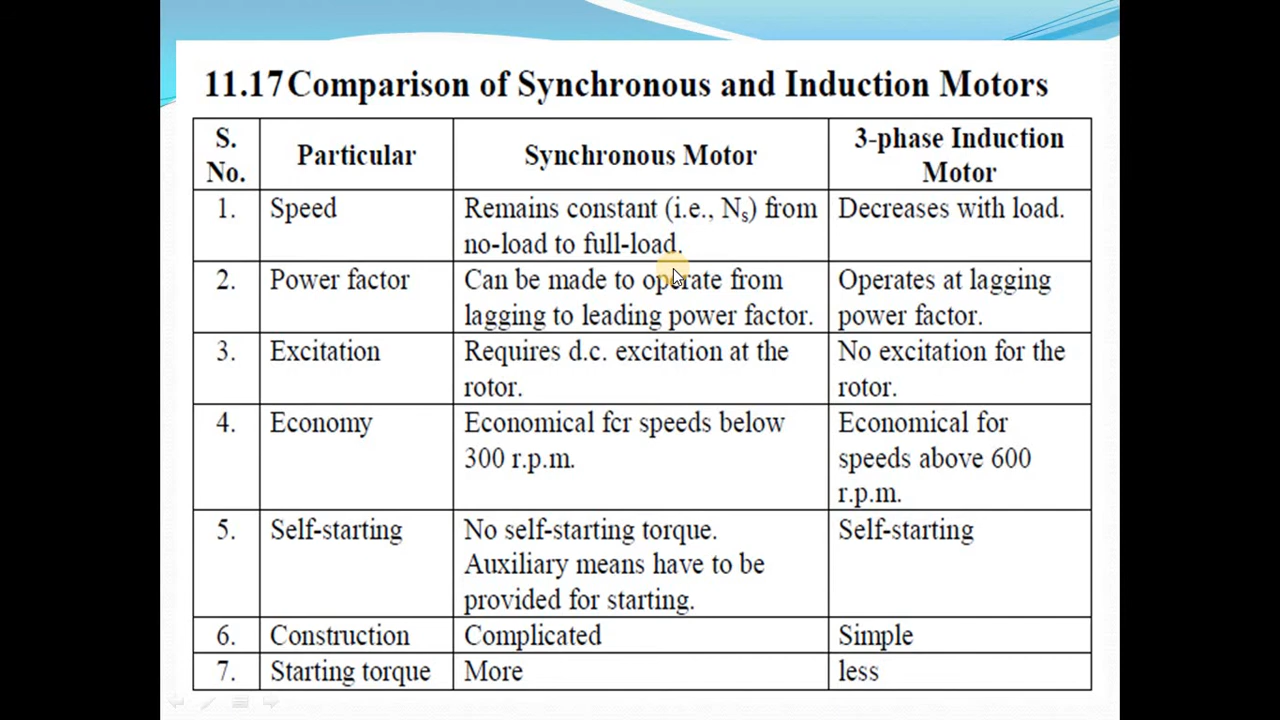 11.17 Comparison of Synchronous and Induction Motors
S. No. Particular Synchronous Motor 3-phase Induction Motor
1. Speed Remains constant (i.e., Ns) from no-load to full-load. Decreases with load.
2. Power factor Can be made to operate from lagging to leading power factor. Operates at lagging power factor.
3. Excitation Requires d.c. excitation at the rotor. No excitation for the rotor.
4. Economy Economical fcr speeds below 300 r.p.m. Economical for speeds above 600 r.p.m.
5. Self-starting No self-starting torque. Auxiliary means have to be provided for starting. Self-starting
6. Construction Complicated Simple
7. Starting torque More less